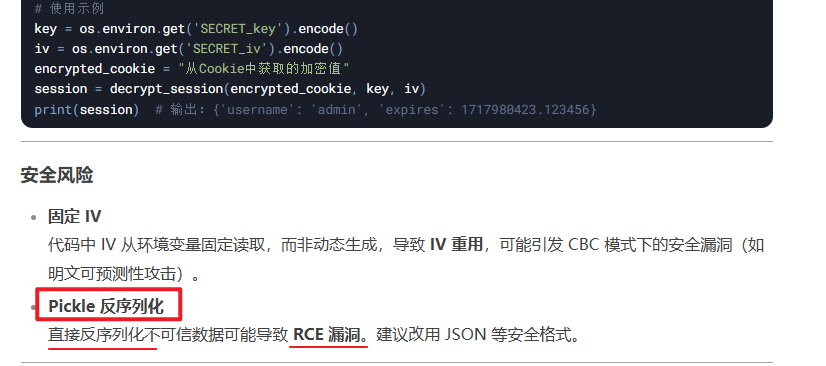 # 使用示例
key = os.environ.get('SECRET_key').encode()
iv = os.environ.get('SECRET_iv').encode()
encrypted_cookie = "从Cookie中获取的加密值"
session = decrypt_session(encrypted_cookie, key, iv)
print(session)  # 输出：{'username': 'admin', 'expires': 1717980423.123456}
安全风险
固定 IV
代码中 IV 从环境变量固定读取，而非动态生成，导致 IV 重用，可能引发 CBC 模式下的安全漏洞（如
明文可预测性攻击）。
Pickle 反序列化
直接反序列化不可信数据可能导致 RCE 漏洞。建议改用 JSON 等安全格式。